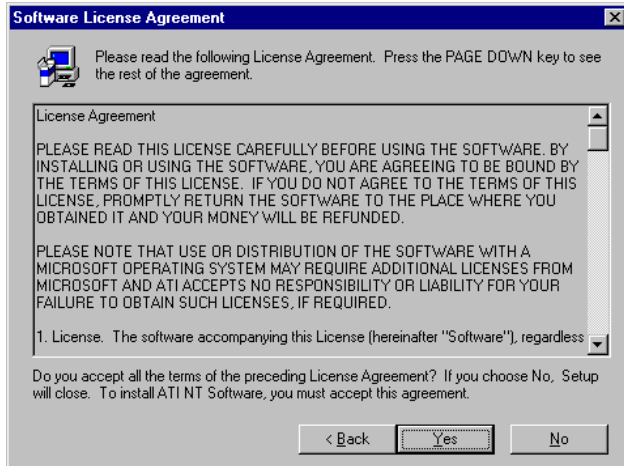 Software License Agreement
Please read the following License Agreement. Press the PAGE DOWN key to see
the rest of the agreement.
License Agreement
PLEASE READ THIS LICENSE CAREFULLY BEFORE USING THE SOFTWARE. BY
INSTALLING OR USING THE SOFTWARE, YOU ARE AGREEING TO BE BOUND BY
THE TERMS OF THIS LICENSE. IF YOU DO NOT AGREE TO THE TERMS OF THIS
LICENSE, PROMPTLY RETURN THE SOFTWARE TO THE PLACE WHERE YOU
OBTAINED IT AND YOUR MONEY WILL BE REFUNDED.
PLEASE NOTE THAT USE OR DISTRIBUTION OF THE SOFTWARE WITH A
MICROSOFT OPERATING SYSTEM MAY REQUIRE ADDITIONAL LICENSES FROM
MICROSOFT AND ATI ACCEPTS NO RESPONSIBILITY OR LIABILITY FOR YOUR
FAILURE TO OBTAIN SUCH LICENSES, IF REQUIRED.
1. License. The software accompanying this License (hereinafter "Software"), regardless
Do you accept all the terms of the preceding License Agreement? If you choose No, Setup
will close. To install ATI NT Software, you must accept this agreement.
< Back Yes No